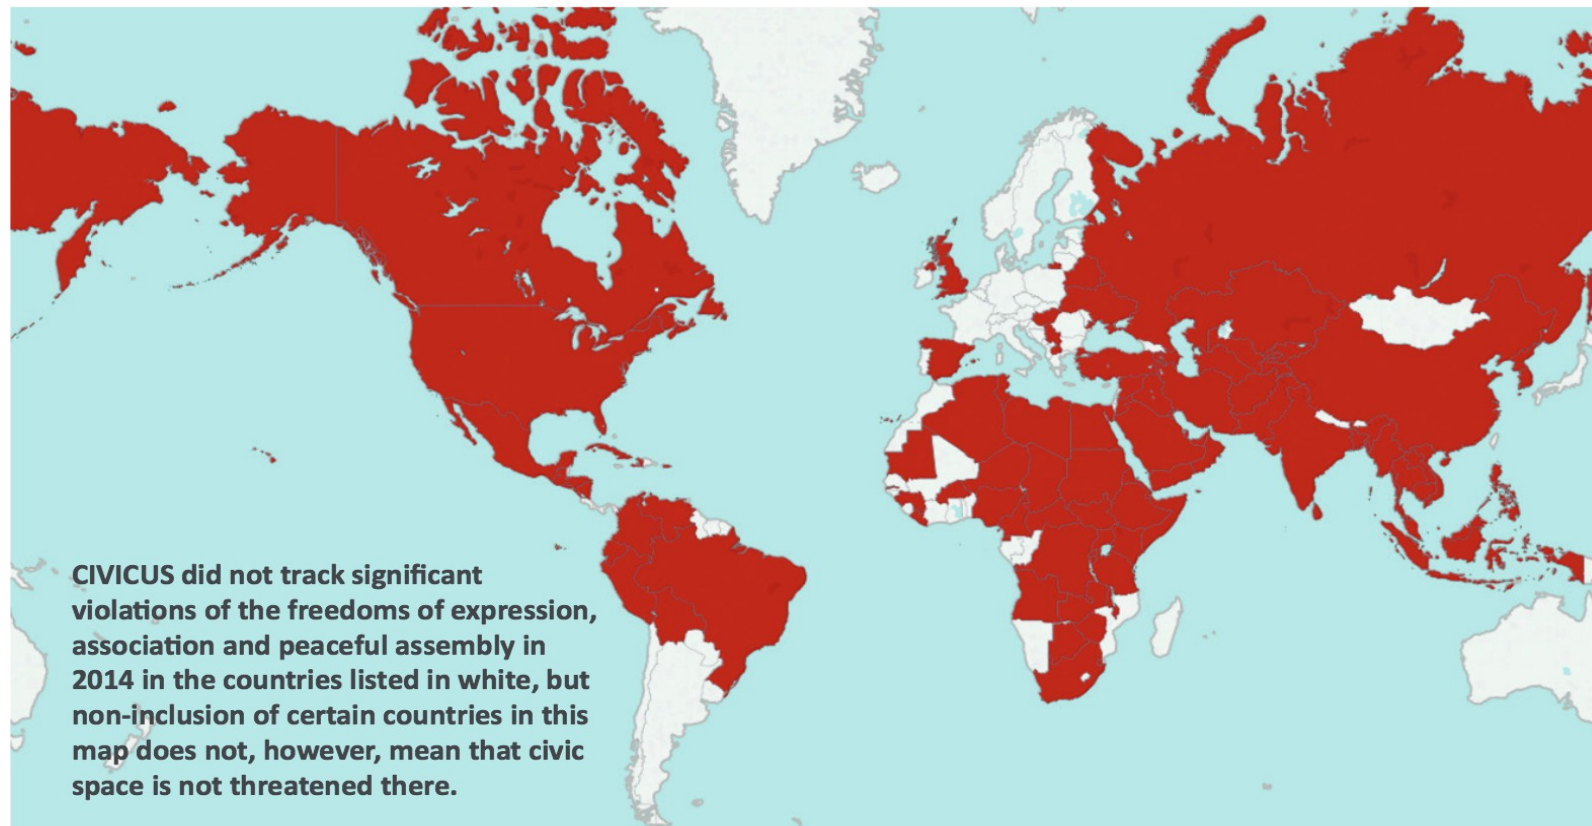 CIVICUS did not track significant
violations of the freedoms of expression,
association and peaceful assembly in
2014 in the countries listed in white, but
non-inclusion of certain countries in this
map does not, however, mean that civic
space is not threatened there.